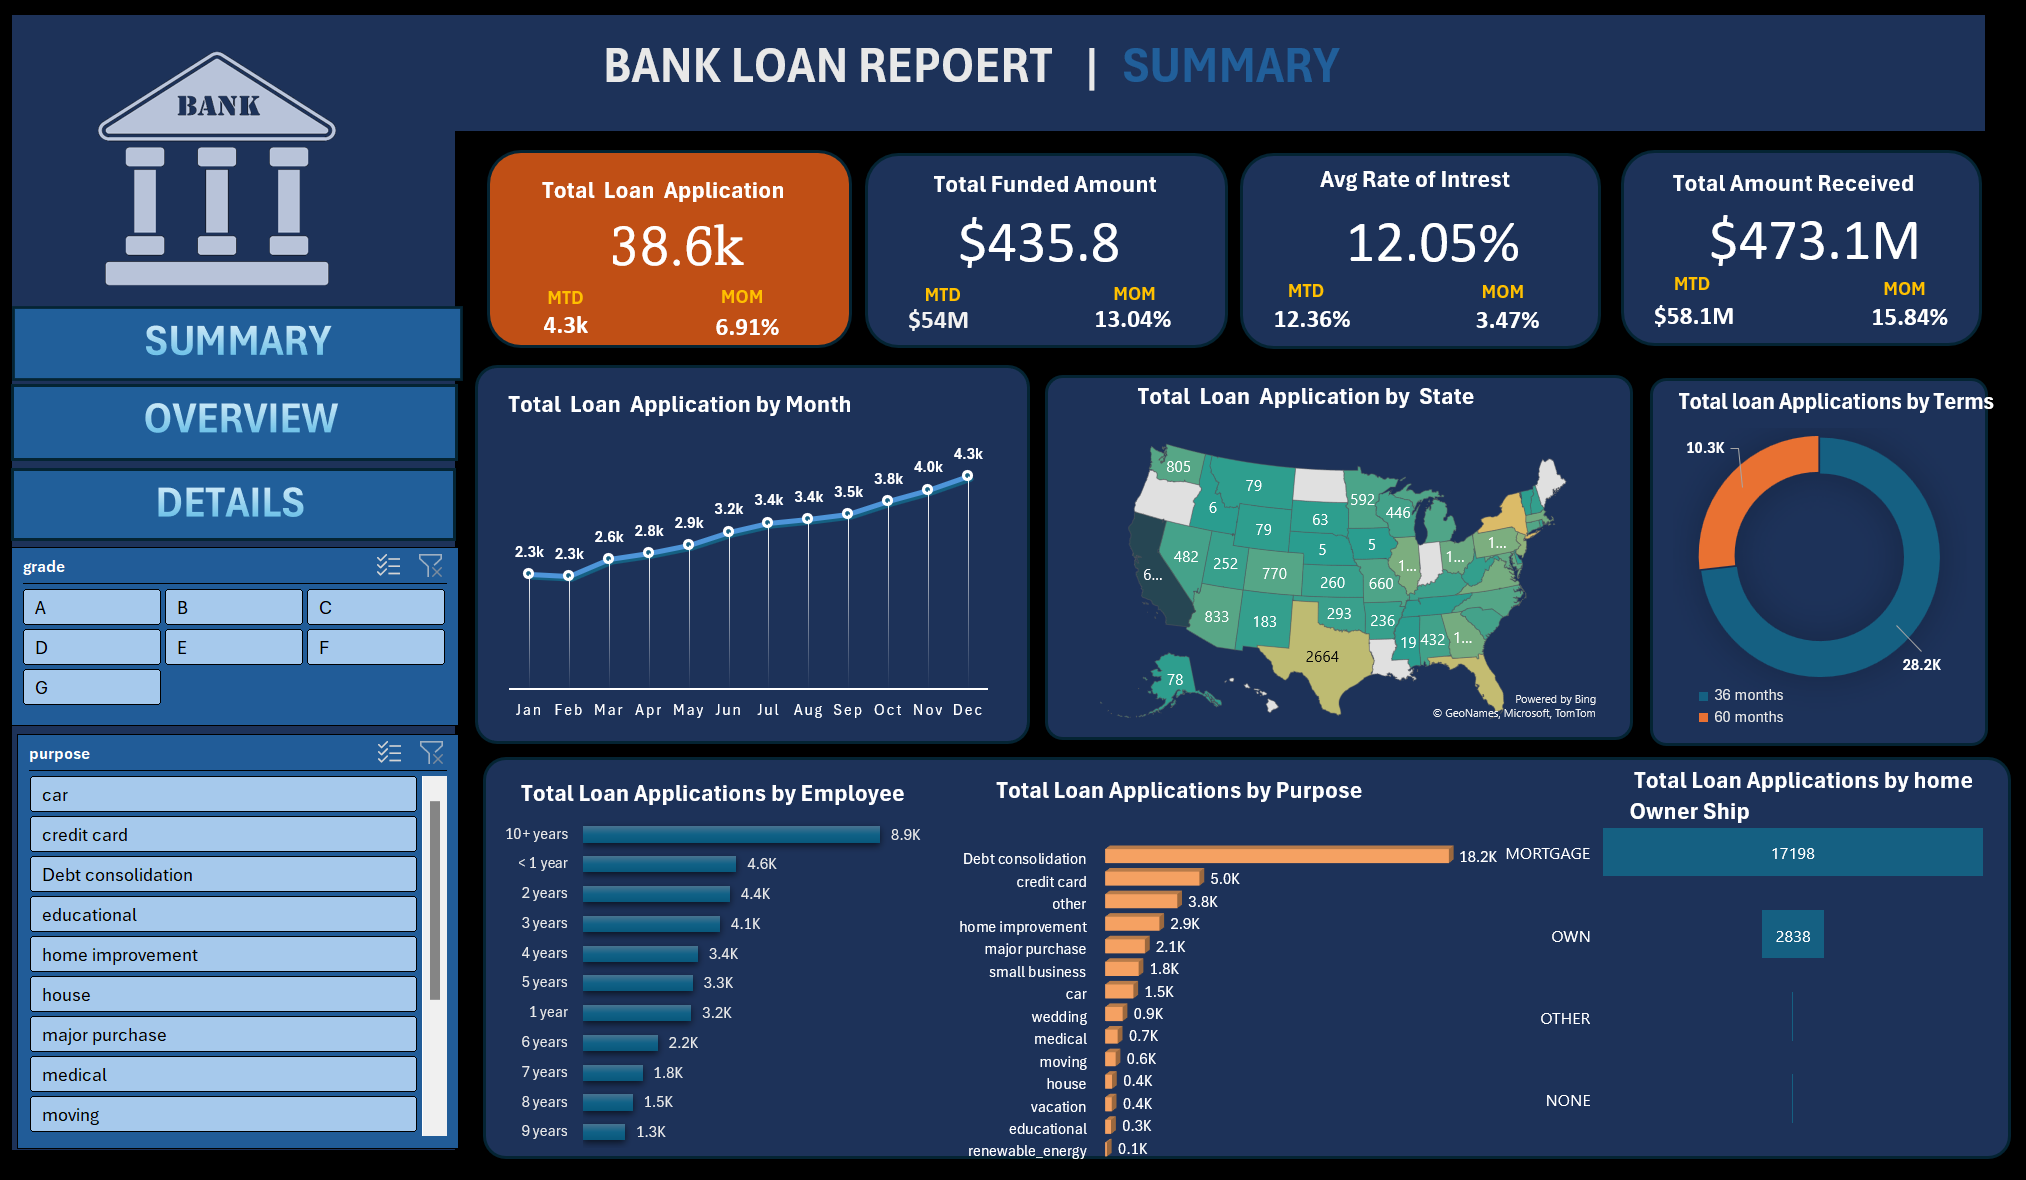 BANK LOAN REPOERT | SUMMARY
BANK
SUMMARY
OVERVIEW
DETAILS
grade
A B C
D E F
G
purpose
car
credit card
Debt consolidation
educational
home improvement
house
major purchase
medical
moving
Total Loan Application
38.6k
MTD MOM
4.3k 6.91%
Total Funded Amount
$435.8
MTD MOM
$54M 13.04%
Avg Rate of Intrest
12.05%
MTD MOM
12.36% 3.47%
Total Amount Received
$473.1M
MTD MOM
$58.1M 15.84%
Total Loan Application by Month
2.3k 2.3k 2.6k 2.8k 2.9k 3.2k 3.4k 3.4k 3.5k 3.8k 4.0k 4.3k
Jan Feb Mar Apr May Jun Jul Aug Sep Oct Nov Dec
Total Loan Application by State
805
79
592
446
6
63
79
5
5
1...
1...
1...
482
252
770
6...
260
660
833
183
293
236
19
432
1...
2664
78
Powered by Bing
© GeoNames, Microsoft, TomTom
Total loan Applications by Terms
10.3K
28.2K
36 months
60 months
Total Loan Applications by Employee
10+ years 8.9K
< 1 year 4.6K
2 years 4.4K
3 years 4.1K
4 years 3.4K
5 years 3.3K
1 year 3.2K
6 years 2.2K
7 years 1.8K
8 years 1.5K
9 years 1.3K
Total Loan Applications by Purpose
Debt consolidation 18.2K
credit card 5.0K
other 3.8K
home improvement 2.9K
major purchase 2.1K
small business 1.8K
car 1.5K
wedding 0.9K
medical 0.7K
moving 0.6K
house 0.4K
vacation 0.4K
educational 0.3K
renewable_energy 0.1K
Total Loan Applications by home
Owner Ship
MORTGAGE 17198
OWN 2838
OTHER
NONE